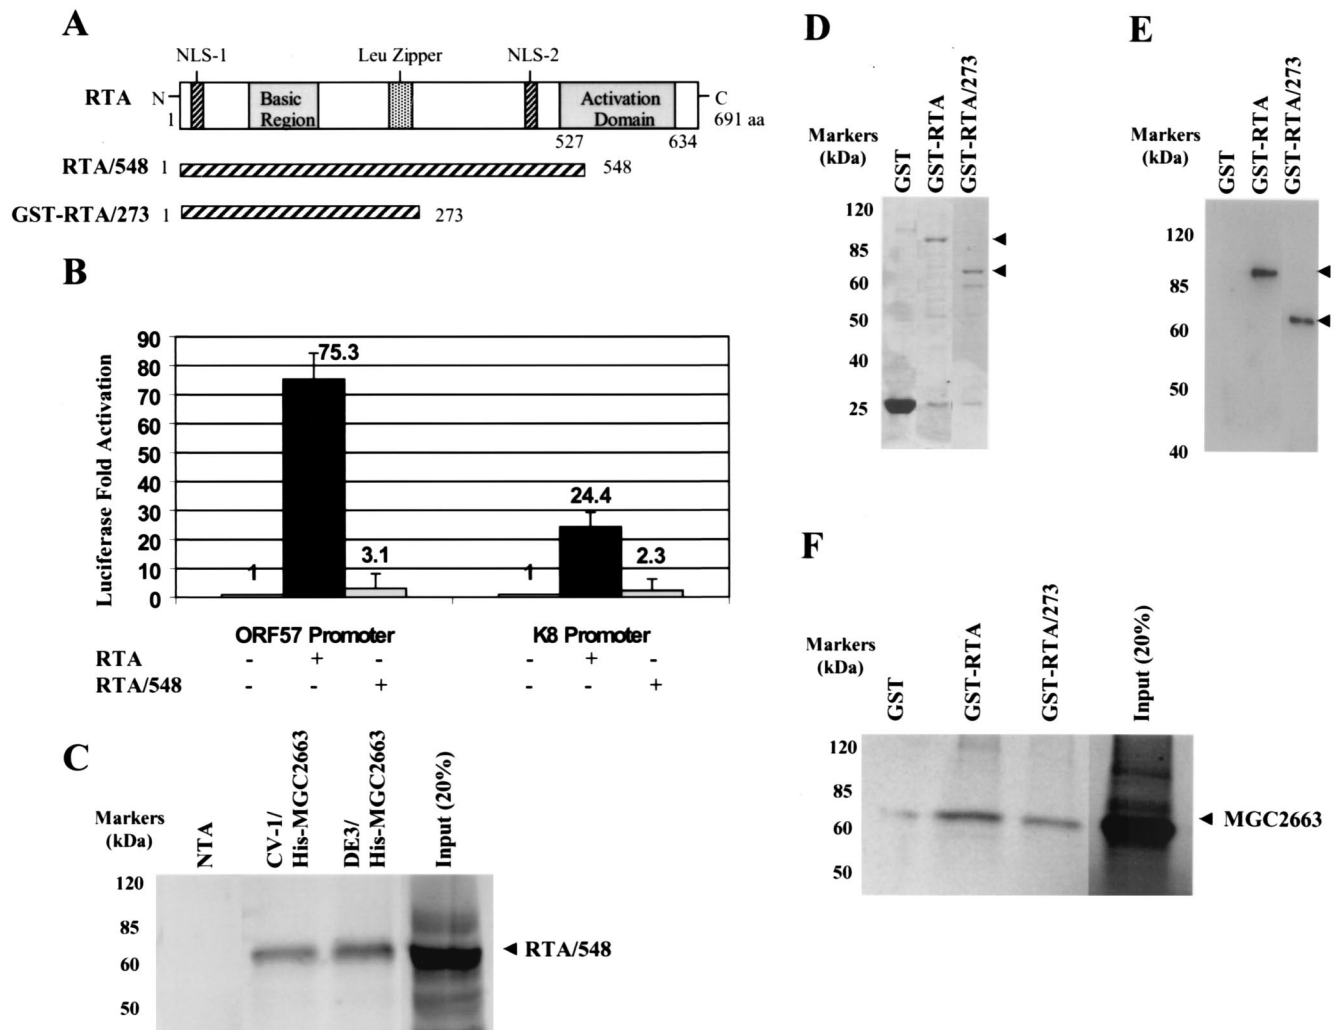 A
NLS-1 Leu Zipper NLS-2
RTA N 1 Basic Region Activation Domain C 691 aa
527 634
RTA/548 1 548
GST-RTA/273 1 273
B
Luciferase Fold Activation
90
80
70
60
50
40
30
20
10
0
1 75.3 3.1 1 24.4 2.3
ORF57 Promoter K8 Promoter
RTA - + - - + -
RTA/548 - - + - - +
C
Markers (kDa)
NTA
CV-1/ His-MGC2663
DE3/ His-MGC2663
Input (20%)
120
85
60
50
RTA/548
D
Markers (kDa)
GST
GST-RTA
GST-RTA/273
120
85
60
50
40
25
E
Markers (kDa)
GST
GST-RTA
GST-RTA/273
120
85
60
50
40
F
Markers (kDa)
GST
GST-RTA
GST-RTA/273
Input (20%)
120
85
60
50
MGC2663